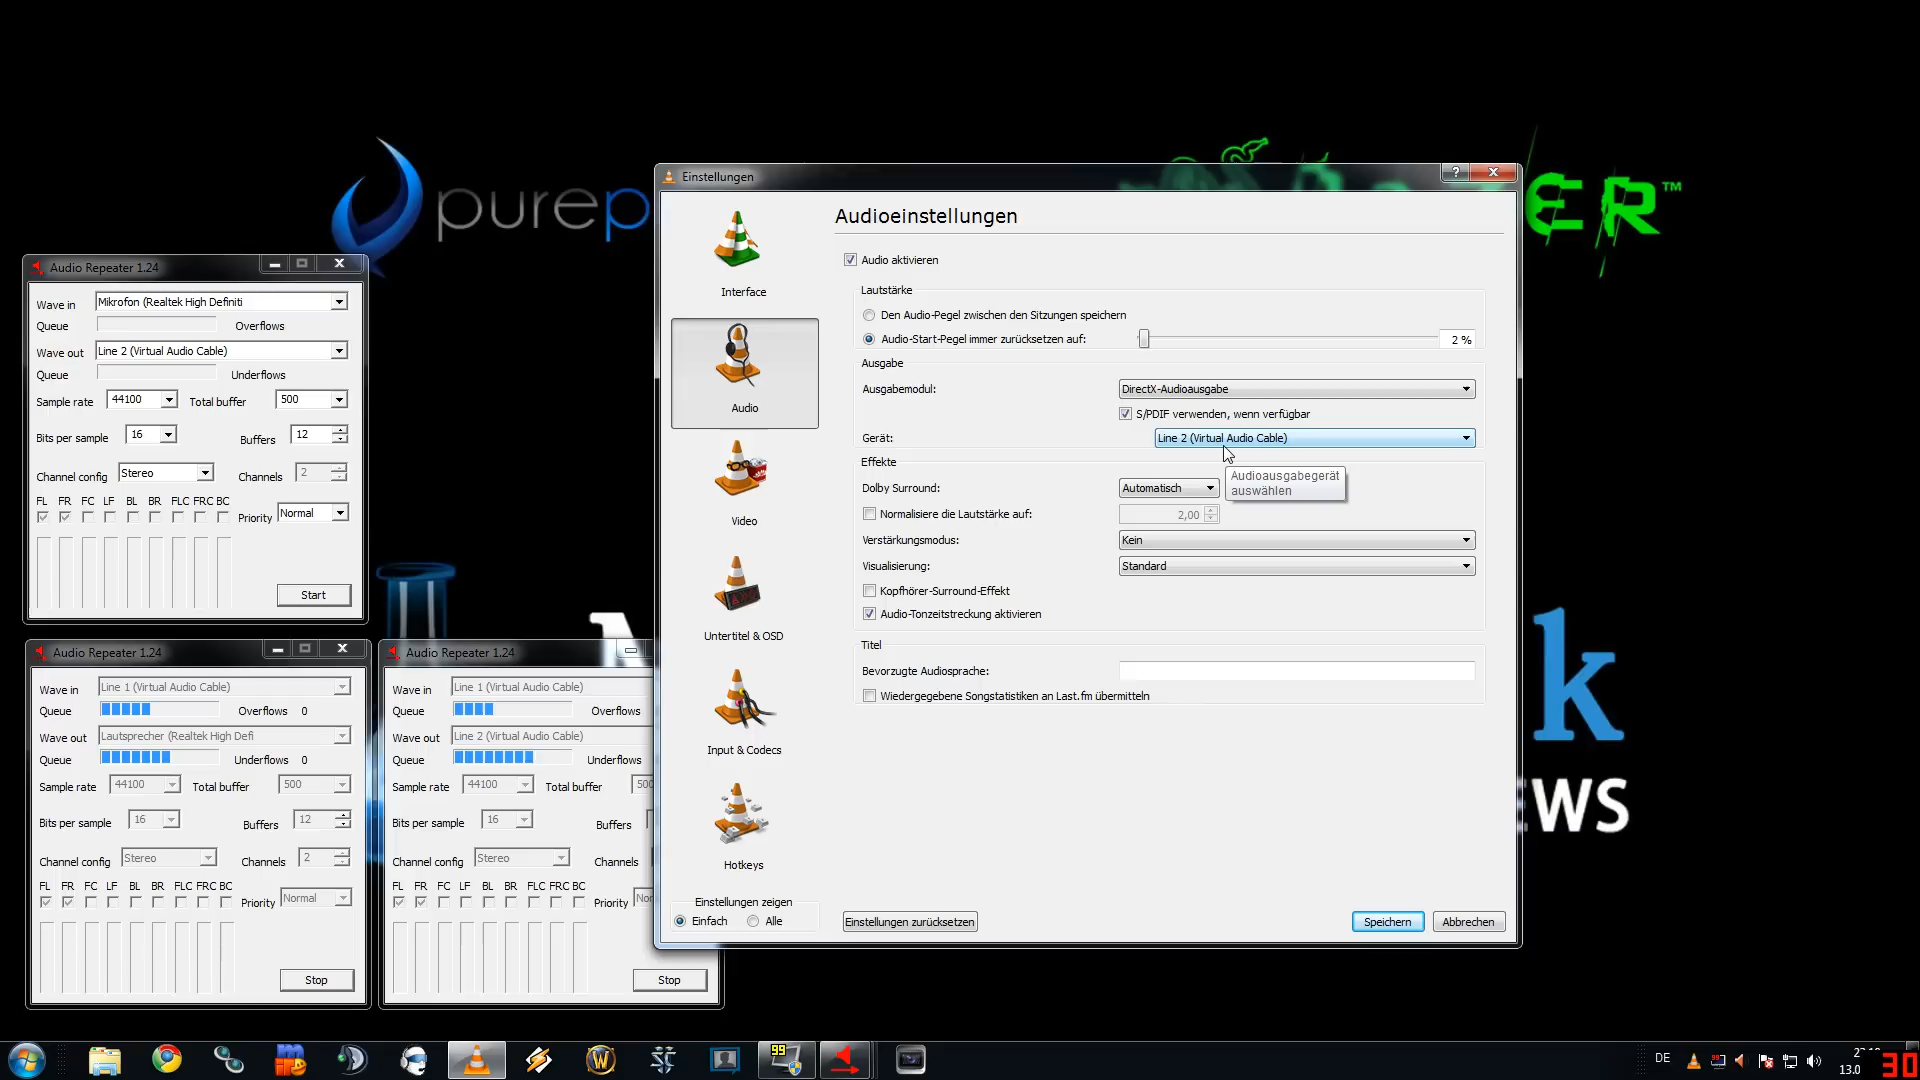 purep
ER™
k
EWS
Audio Repeater 1.24
Wave in
Mikrofon (Realtek High Definiti
Queue
Overflows
Wave out
Line 2 (Virtual Audio Cable)
Queue
Underflows
Sample rate
44100
Total buffer
500
Bits per sample
16
Buffers
12
Channel config
Stereo
Channels
2
FL FR FC LF BL BR FLC FRC BC
Priority
Normal
Start
Audio Repeater 1.24
Wave in
Line 1 (Virtual Audio Cable)
Queue
Overflows 0
Wave out
Lautsprecher (Realtek High Defi
Queue
Underflows 0
Sample rate
44100
Total buffer
500
Bits per sample
16
Buffers
12
Channel config
Stereo
Channels
2
FL FR FC LF BL BR FLC FRC BC
Priority
Normal
Stop
Audio Repeater 1.24
Wave in
Line 1 (Virtual Audio Cable)
Queue
Overflows
Wave out
Line 2 (Virtual Audio Cable)
Queue
Underflows
Sample rate
44100
Total buffer
500
Bits per sample
16
Buffers
Channel config
Stereo
Channels
FL FR FC LF BL BR FLC FRC BC
Priority
Nor
Stop
Einstellungen
Interface
Audio
Video
Untertitel & OSD
Input & Codecs
Hotkeys
Einstellungen zeigen
Einfach
Alle
Audioeinstellungen
Audio aktivieren
Lautstärke
Den Audio-Pegel zwischen den Sitzungen speichern
Audio-Start-Pegel immer zurücksetzen auf:
2 %
Ausgabe
Ausgabemodul:
DirectX-Audioausgabe
S/PDIF verwenden, wenn verfügbar
Gerät:
Line 2 (Virtual Audio Cable)
Audioausgabegerät
auswählen
Effekte
Dolby Surround:
Automatisch
Normalisiere die Lautstärke auf:
2,00
Verstärkungsmodus:
Kein
Visualisierung:
Standard
Kopfhörer-Surround-Effekt
Audio-Tonzeitstreckung aktivieren
Titel
Bevorzugte Audiosprache:
Wiedergegebene Songstatistiken an Last.fm übermitteln
Einstellungen zurücksetzen
Speichern
Abbrechen
99
DE
13.0
30